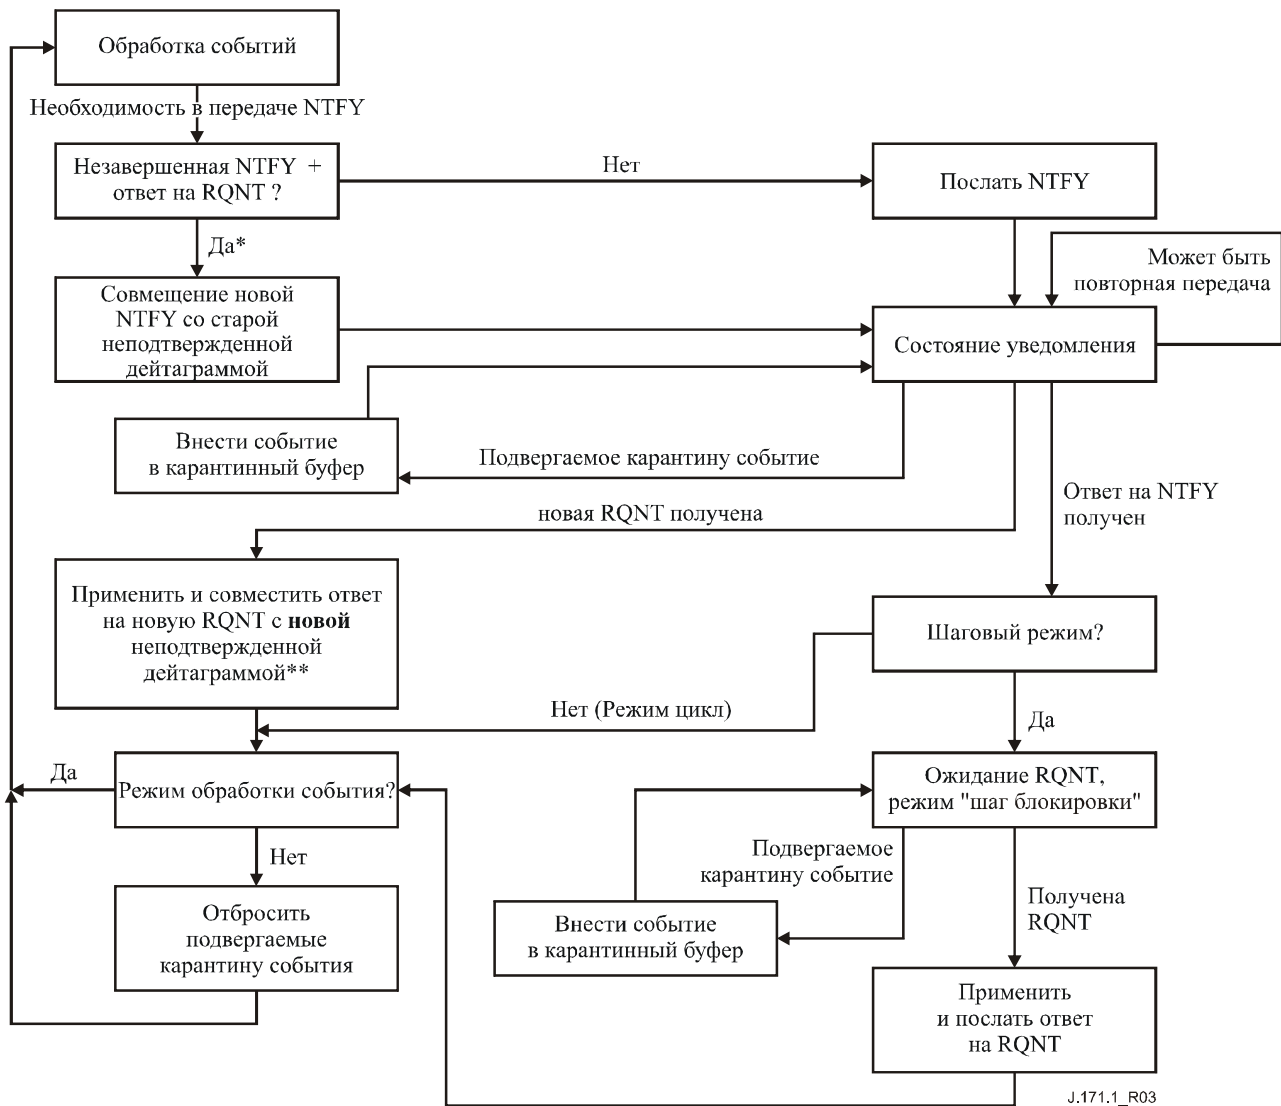 Обработка событий
Необходимость в передаче NTFY
Незавершенная NTFY +
ответ на RQNT ?
Нет
Послать NTFY
Да*
Может быть
повторная передача
Совмещение новой
NTFY со старой
неподтвержденной
дейтаграммой
Состояние уведомления
Внести событие
в карантинный буфер
Подвергаемое карантину событие
Ответ на NTFY
получен
новая RQNT получена
Применить и совместить ответ
на новую RQNT с новой
неподтвержденной
дейтаграммой**
Шаговый режим?
Нет (Режим цикл)
Да
Да
Режим обработки события?
Ожидание RQNT,
режим "шаг блокировки"
Нет
Подвергаемое
карантину событие
Получена
RQNT
Отбросить
подвергаемые
карантину события
Внести событие
в карантинный буфер
Применить
и послать ответ
на RQNT
J.171.1_R03